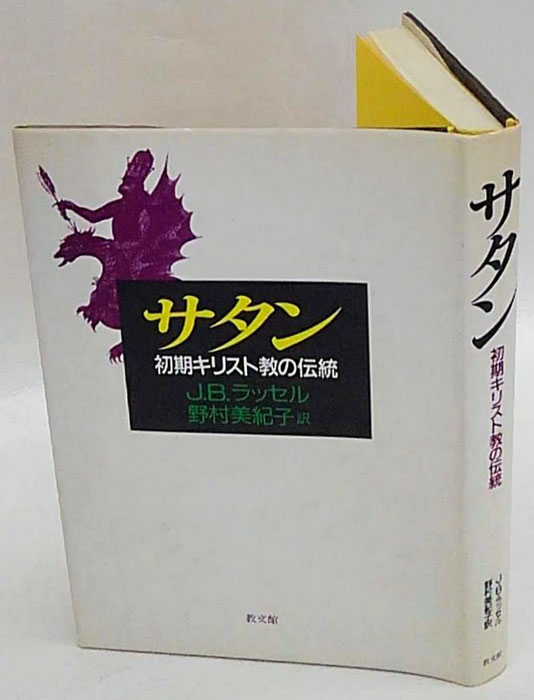 サタン
初期キリスト教の伝統
J.B.ラッセル
野村美紀子訳
教文館
サタン
初期キリスト教の伝統
J.B.ラッセル
野村美紀子訳
教文館